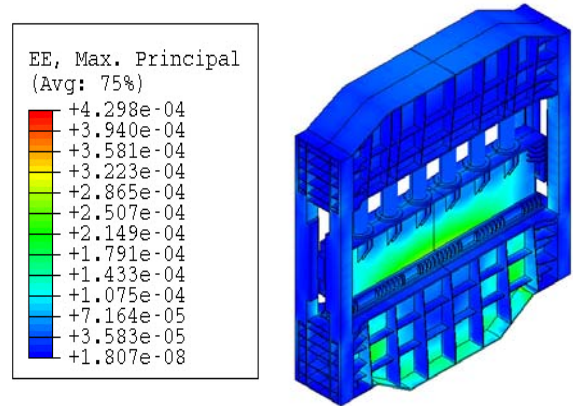 EE, Max. Principal
(Avg: 75%)
+4.298e-04
+3.940e-04
+3.581e-04
+3.223e-04
+2.865e-04
+2.507e-04
+2.149e-04
+1.791e-04
+1.433e-04
+1.075e-04
+7.164e-05
+3.583e-05
+1.807e-08